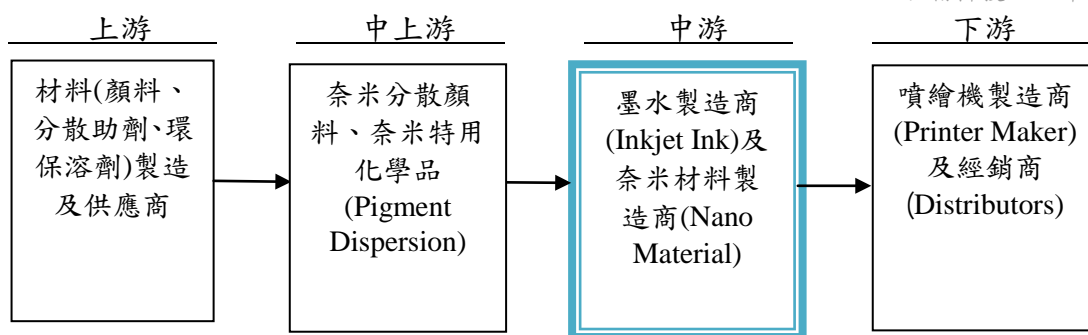 上游
材料(顏料、
分散助劑、環
保溶劑)製造
及供應商
中上游
奈米分散顏
料、奈米特用
化學品
(Pigment
Dispersion)
中游
墨水製造商
(Inkjet Ink)及
奈米材料製
造商(Nano
Material)
下游
噴繪機製造商
(Printer Maker)
及經銷商
(Distributors)